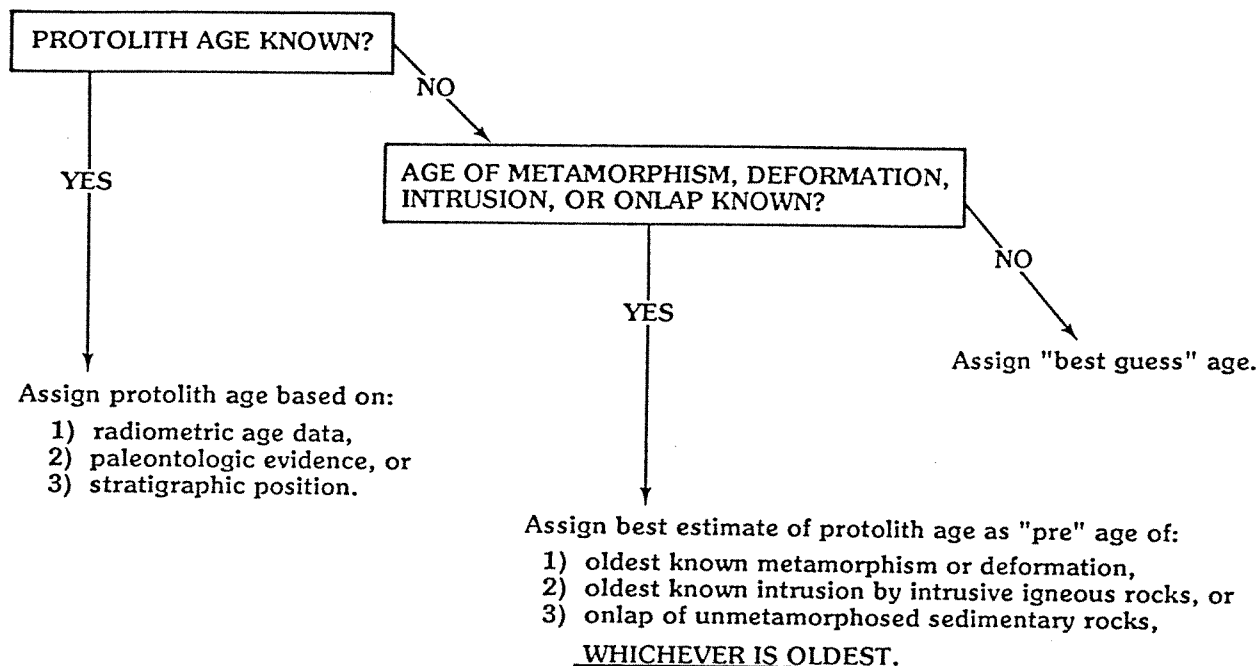 PROTOLITH AGE KNOWN?
NO
YES
AGE OF METAMORPHISM, DEFORMATION,
INTRUSION, OR ONLAP KNOWN?
NO
YES
Assign "best guess" age.
Assign protolith age based on:
1) radiometric age data,
2) paleontologic evidence, or
3) stratigraphic position.
Assign best estimate of protolith age as "pre" age of:
1) oldest known metamorphism or deformation,
2) oldest known intrusion by intrusive igneous rocks, or
3) onlap of unmetamorphosed sedimentary rocks,
WHICHEVER IS OLDEST.